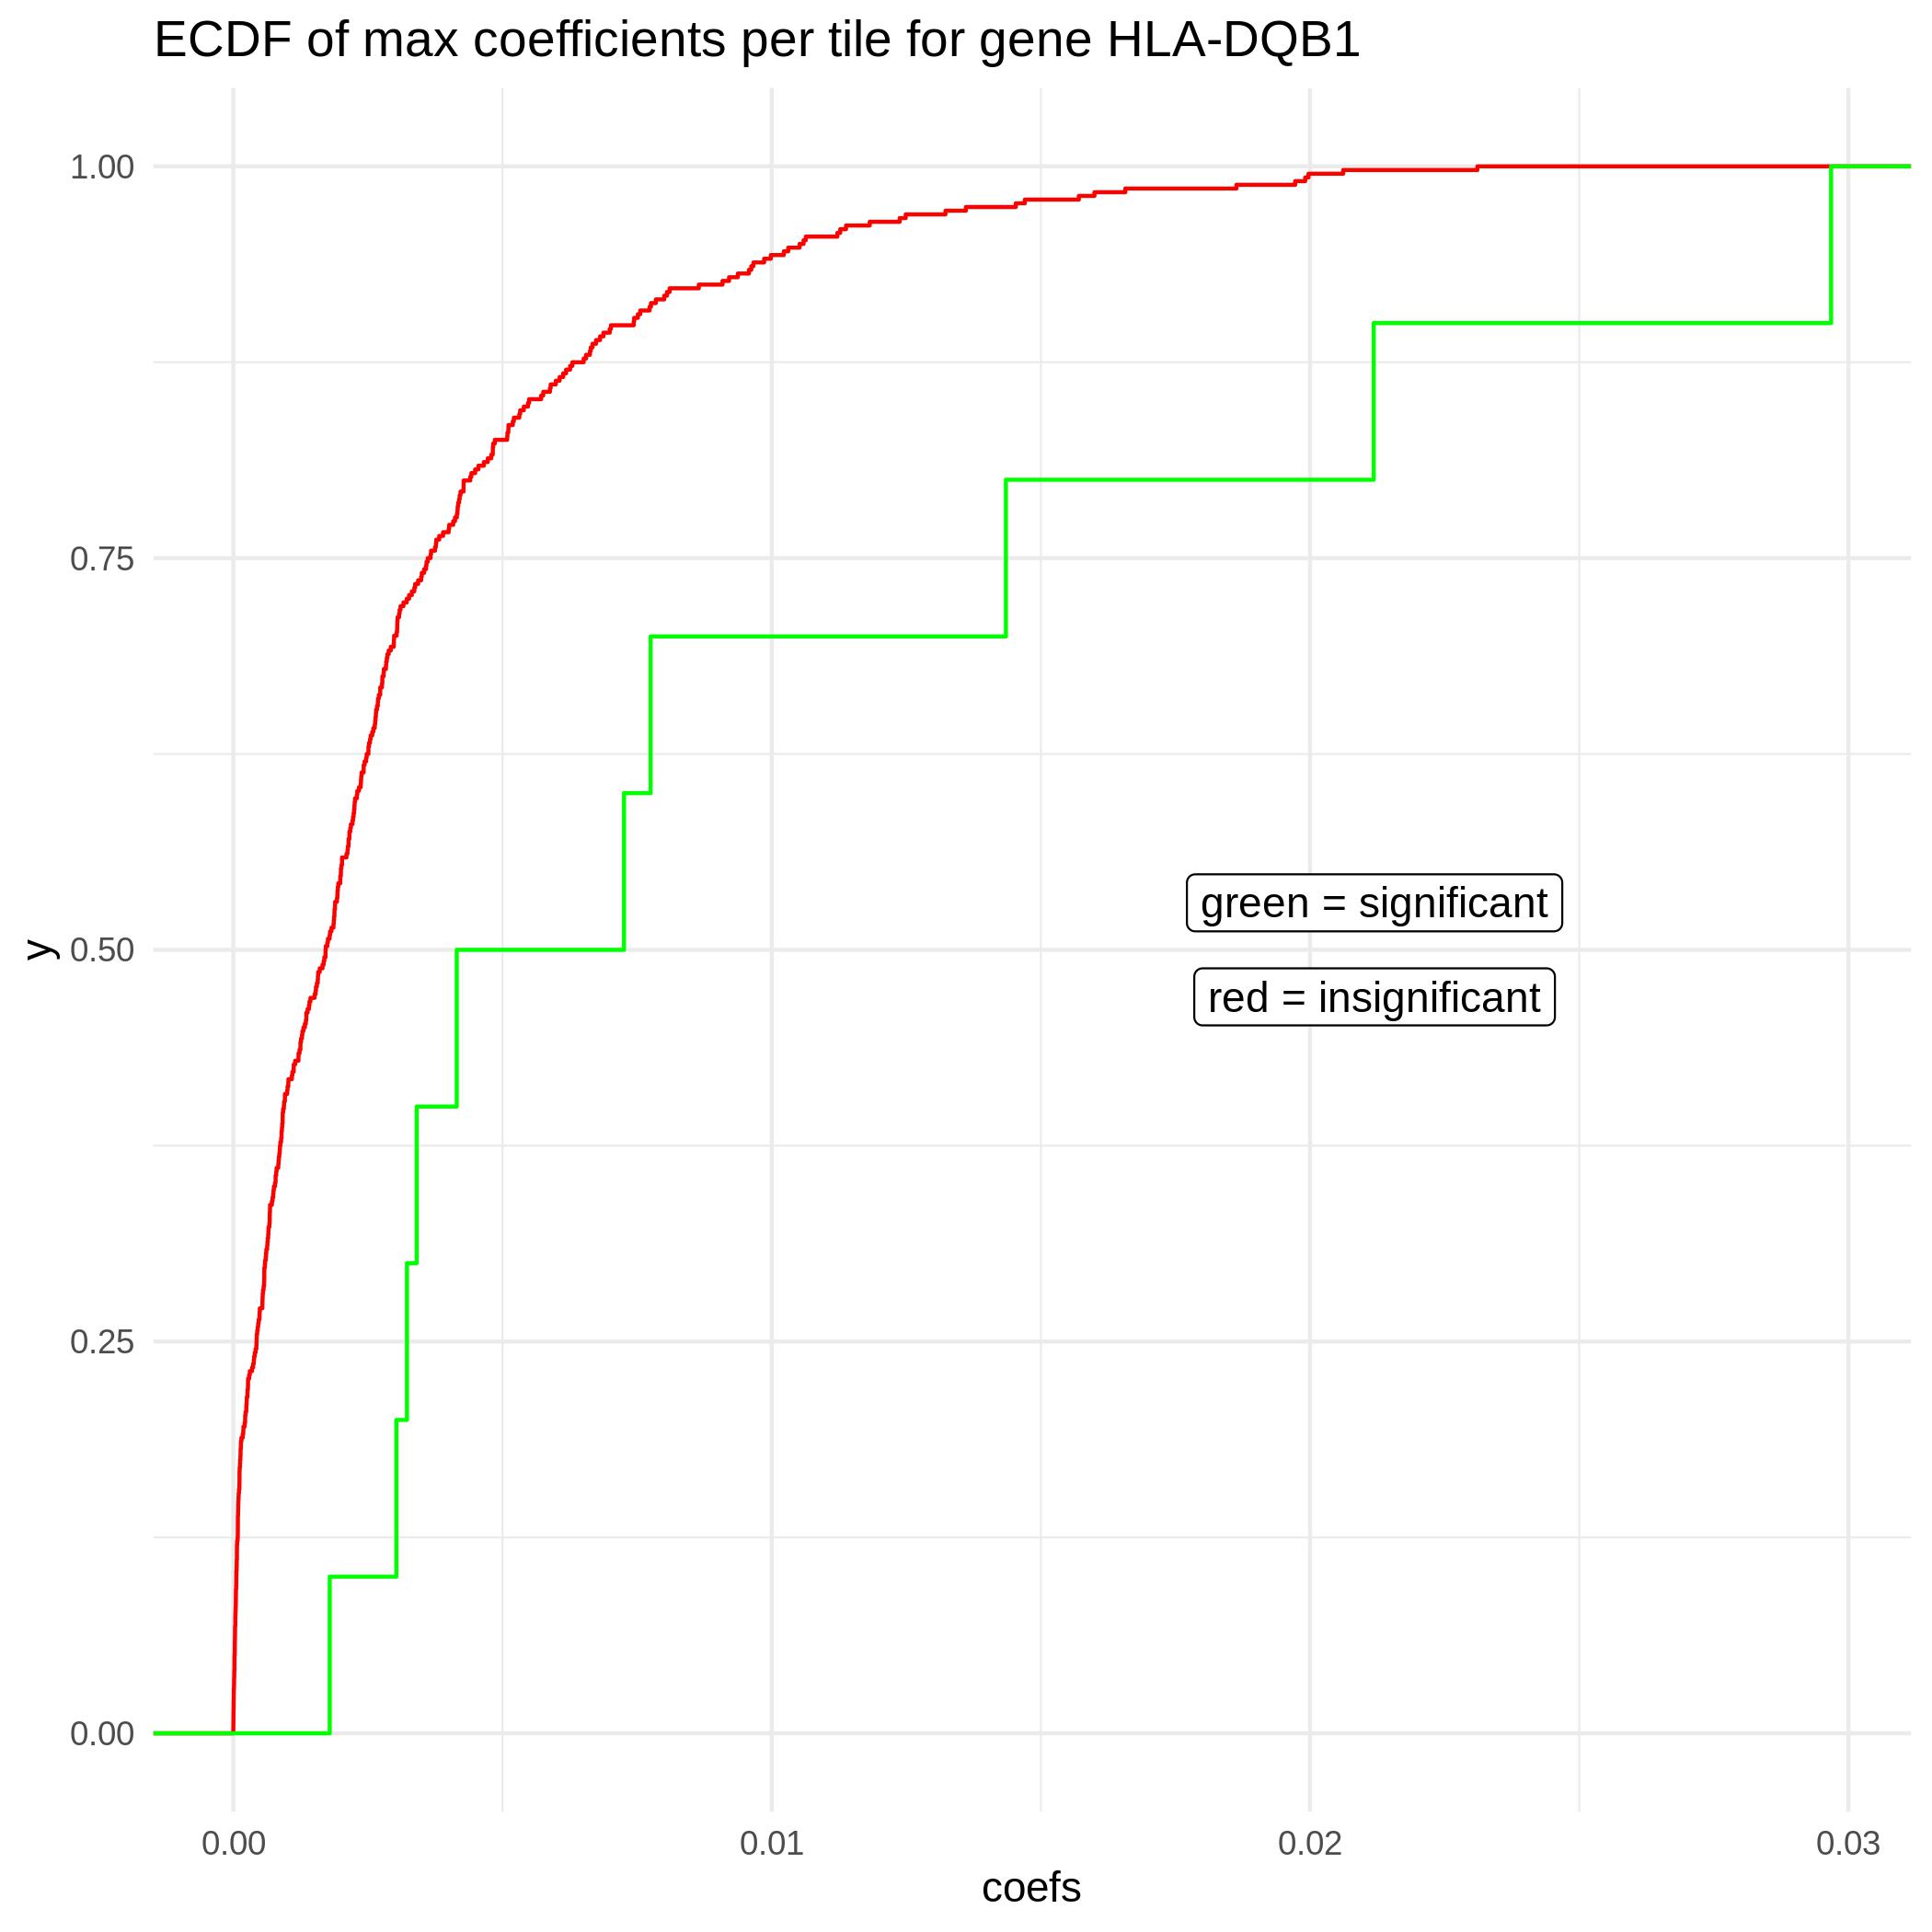 ECDF of max coefficients per tile for gene HLA-DQB1
1.00
0.75
y
0.50
0.25
0.00
green = significant
red = insignificant
0.00 0.01 0.02 0.03
coefs